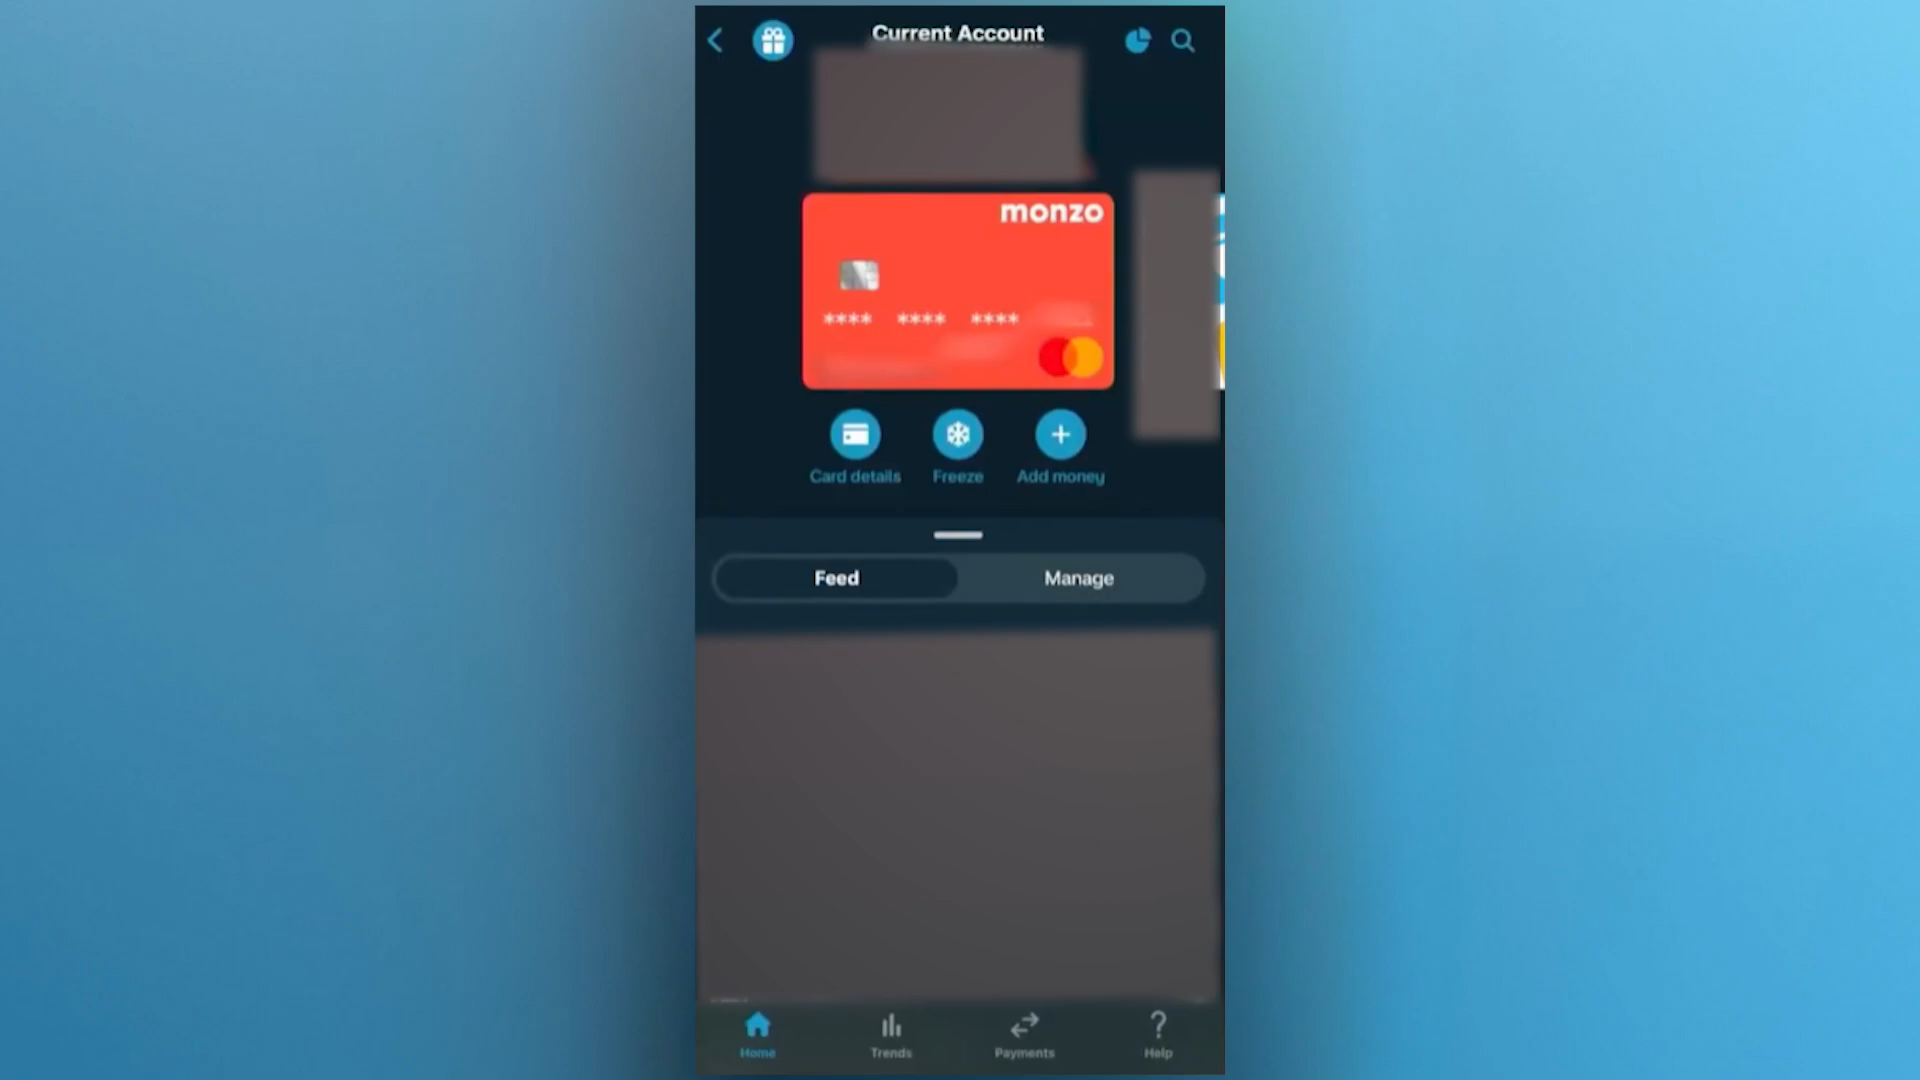 Current Account
monzo
**** **** ****
Card details Freeze Add money
Feed Manage
Home Trends Payments Help